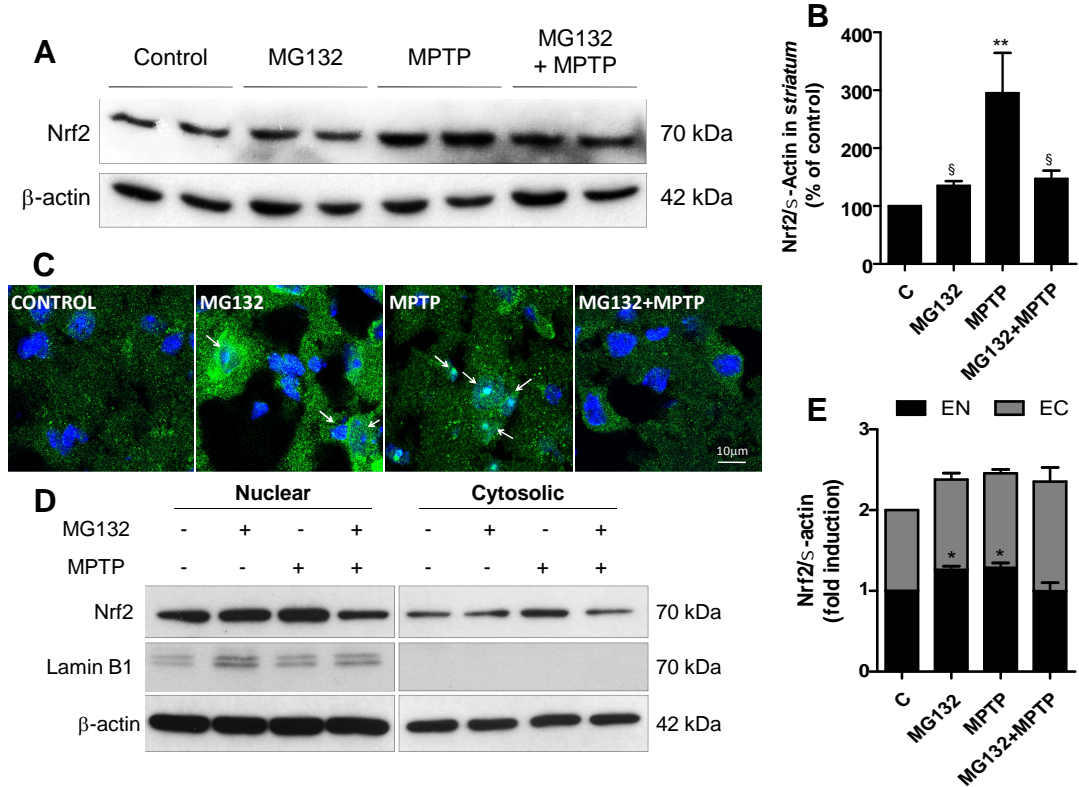 A
Control MG132 MPTP MG132 + MPTP
Nrf2 70 kDa
β-actin 42 kDa
B
Nrf2/s-Actin in striatum
(% of control)
400
300
200
100
0
**
§ §
C MG132 MPTP MG132+MPTP
C
CONTROL MG132 MPTP MG132+MPTP
10μm
D
Nuclear Cytosolic
MG132 - + - + - + - +
MPTP - - + + - - + +
Nrf2 70 kDa
Lamin B1 70 kDa
β-actin 42 kDa
E
EN EC
Nrf2/s-actin
(fold induction)
3
2
1
0
* *
C MG132 MPTP MG132+MPTP